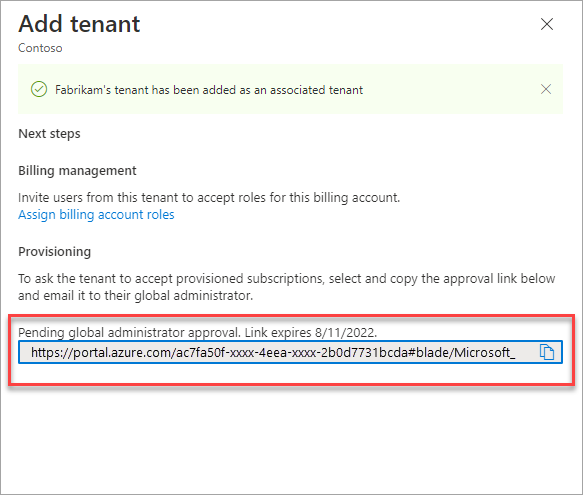 Add tenant
Contoso
Fabrikam's tenant has been added as an associated tenant
Next steps
Billing management
Invite users from this tenant to accept roles for this billing account.
Assign billing account roles
Provisioning
To ask the tenant to accept provisioned subscriptions, select and copy the approval link below
and email it to their global administrator.
Pending global administrator approval. Link expires 8/11/2022.
https://portal.azure.com/ac7fa50f-xxxx-4eea-xxxx-2b0d7731bcda#blade/Microsoft_